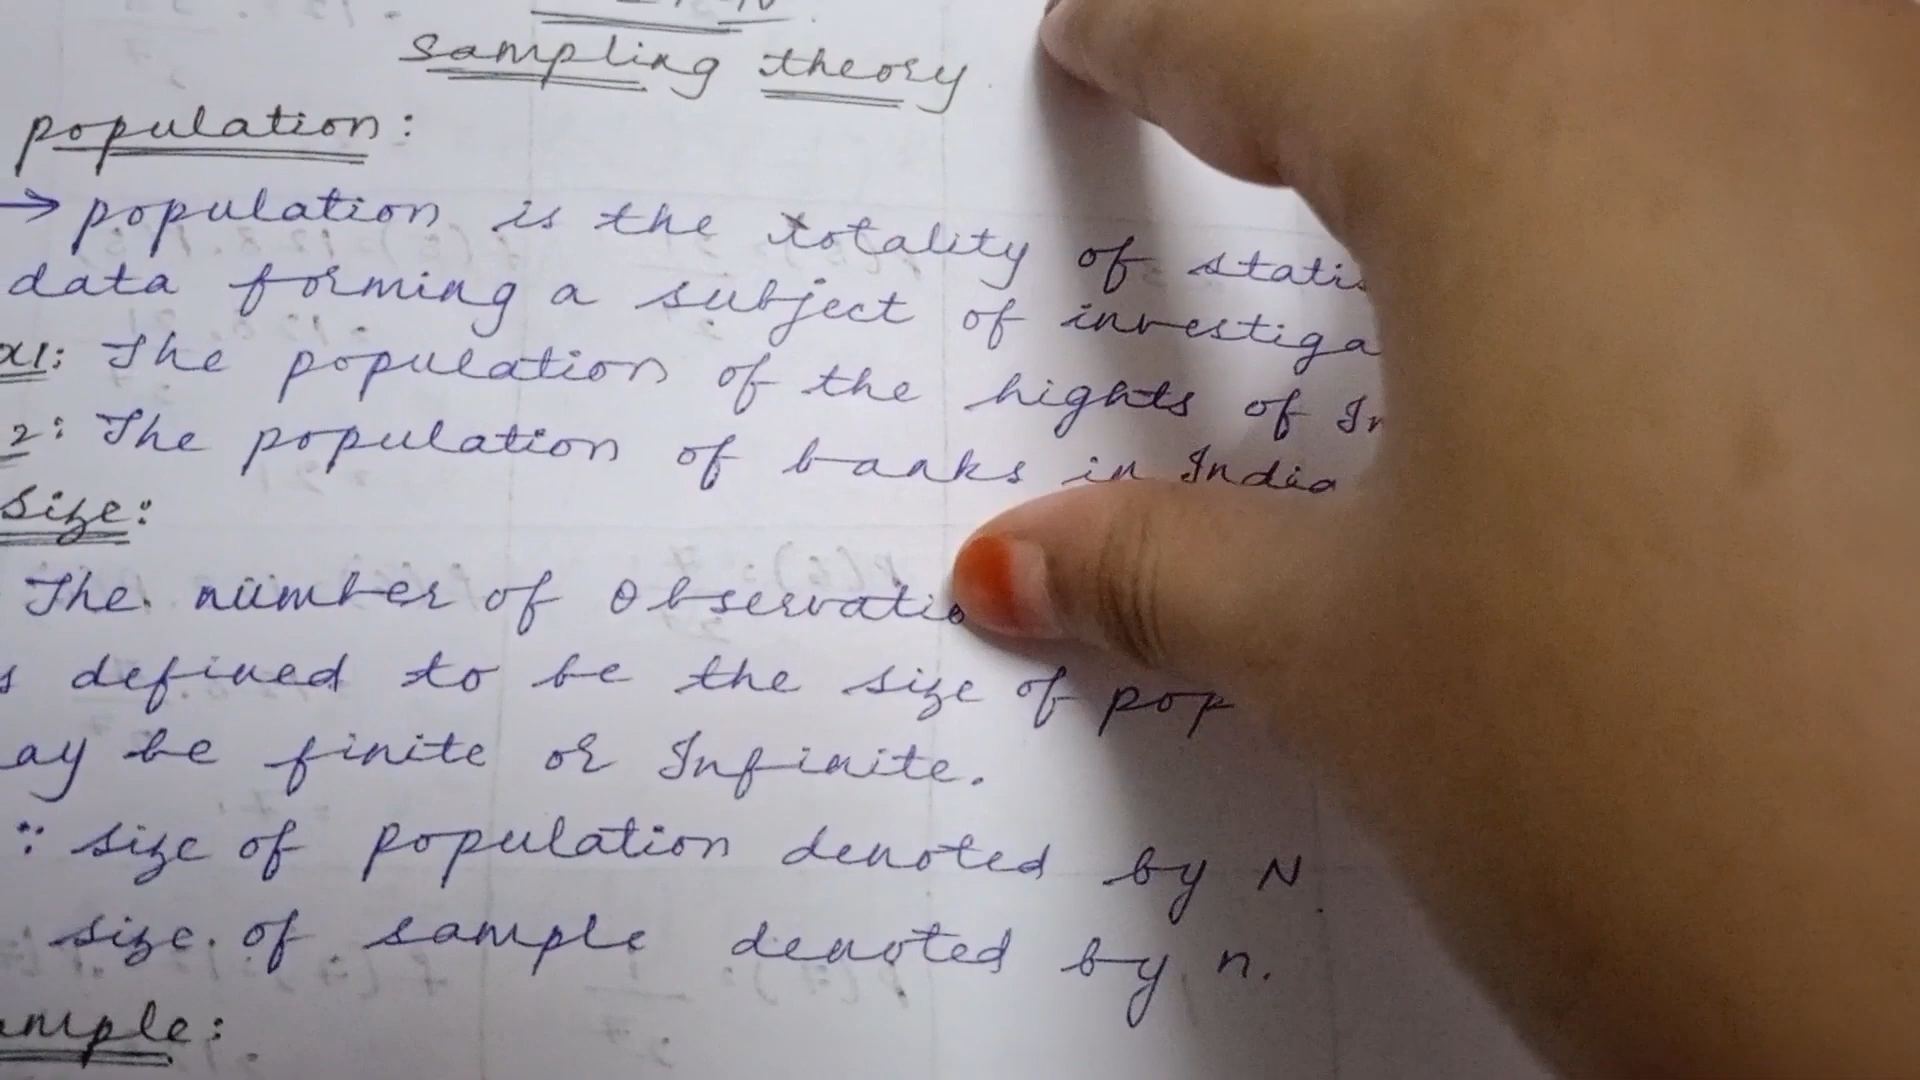 sampling theory
population:
→ population is the totality of statis
data forming a subject of investiga
x1: The population of the hights of In
2: The population of banks in India
Size:
The number of observatio
s defined to be the size of pop
ay be finite or Infinite.
∵ size of population denoted by N.
size of sample denoted by n.
ample: